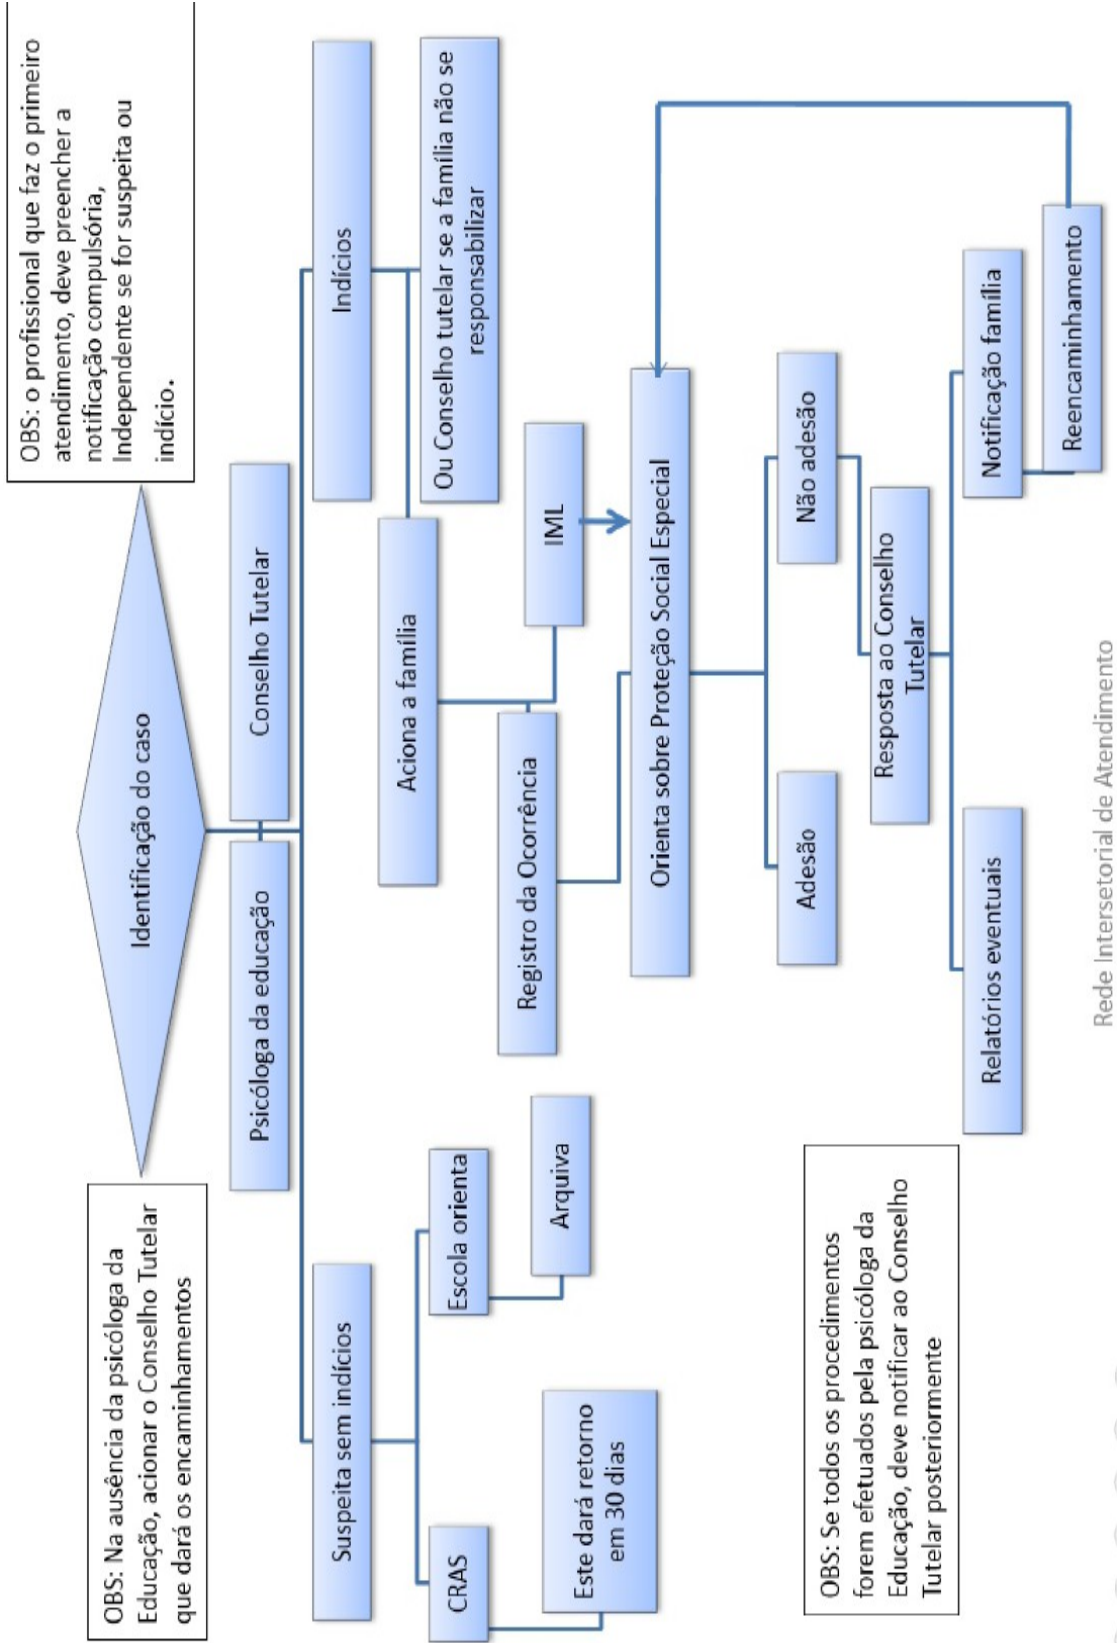 OBS: Na ausência da psicóloga da
Educação, acionar o Conselho Tutelar
que dará os encaminhamentos
Identificação do caso
OBS: o profissional que faz o primeiro
atendimento, deve preencher a
notificação compulsória,
Independente se for suspeita ou
indício.
Psicóloga da educação
Conselho Tutelar
Suspeita sem indícios
Indícios
CRAS
Escola orienta
Este dará retorno
em 30 dias
Arquiva
Aciona a família
Ou Conselho tutelar se a família não se
responsabilizar
Registro da Ocorrência
IML
Orienta sobre Proteção Social Especial
Adesão
Não adesão
Resposta ao Conselho
Tutelar
Relatórios eventuais
Notificação família
Reencaminhamento
OBS: Se todos os procedimentos
forem efetuados pela psicóloga da
Educação, deve notificar ao Conselho
Tutelar posteriormente
Rede Intersetorial de Atendimento